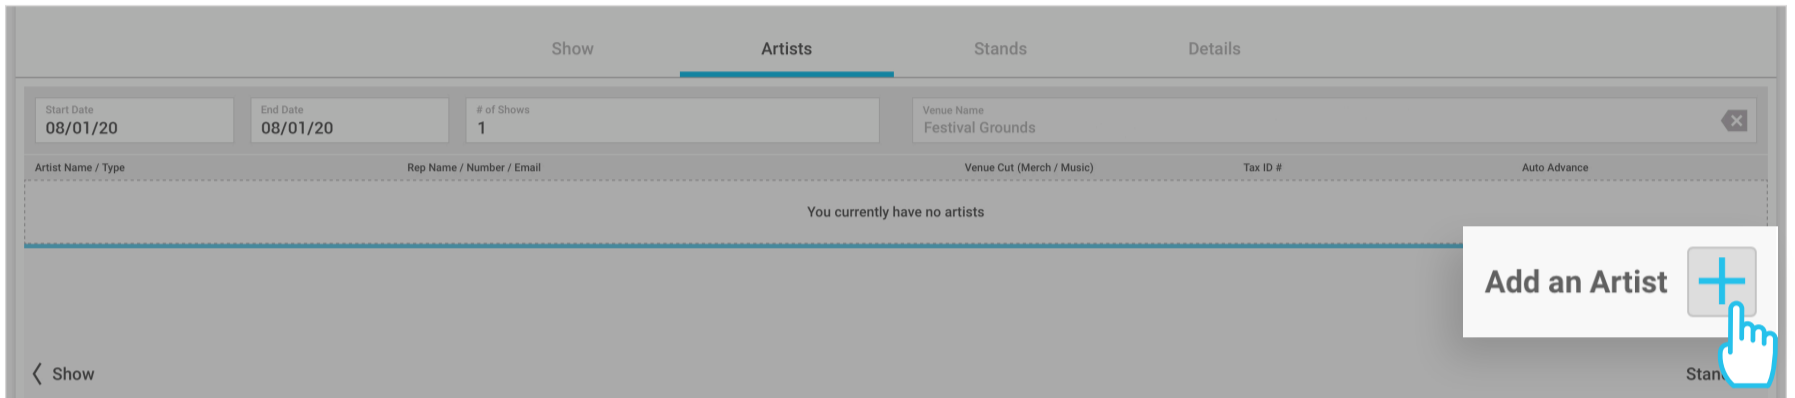 Show Artists Stands Details
Start Date End Date # of Shows Venue Name
08/01/20 08/01/20 1 Festival Grounds
Artist Name / Type Rep Name / Number / Email Venue Cut (Merch / Music) Tax ID # Auto Advance
You currently have no artists
Add an Artist
Show